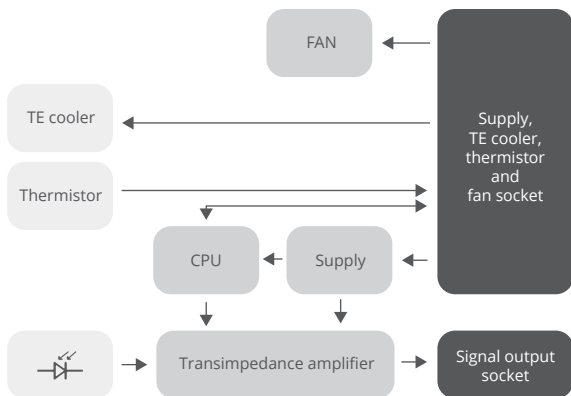 FAN
TE cooler
Supply,
TE cooler,
thermistor
and
fan socket
Thermistor
CPU
Supply
Transimpedance amplifier
Signal output
socket